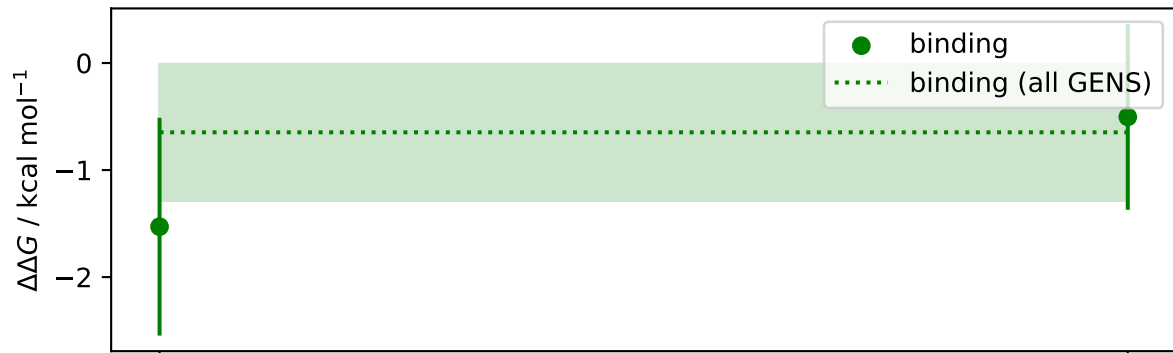 ΔΔG / kcal mol⁻¹
0
−1
−2
binding
binding (all GENS)